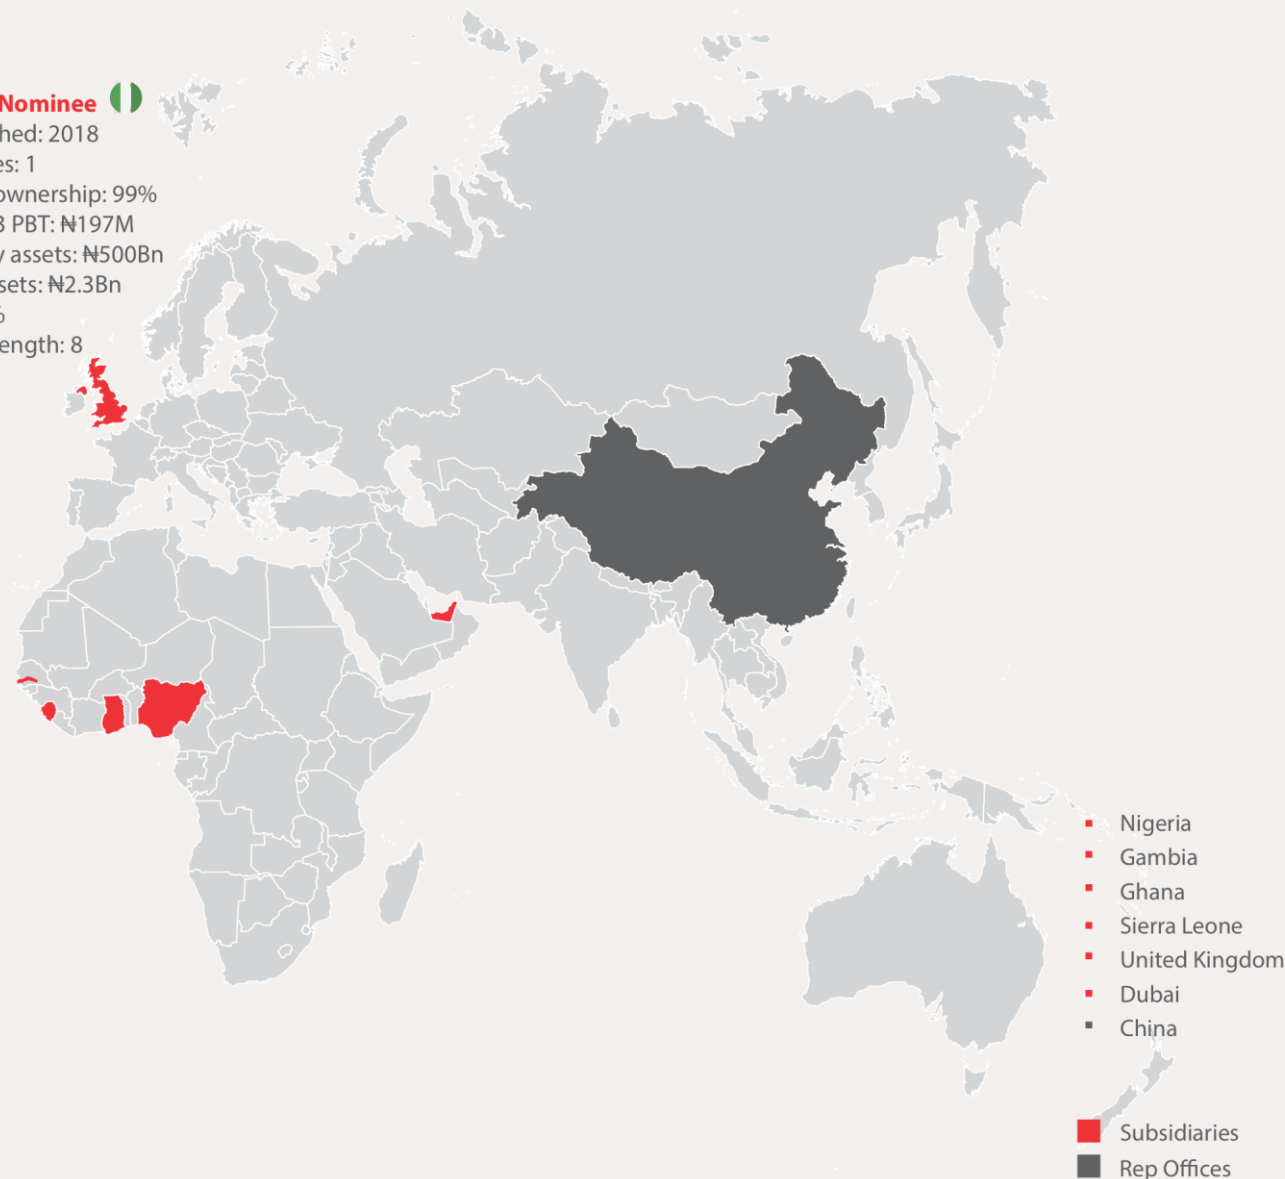 Nominee
hed: 2018
es: 1
ownership: 99%
8 PBT: ₦197M
y assets: ₦500Bn
sets: ₦2.3Bn
%
ength: 8
Nigeria
Gambia
Ghana
Sierra Leone
United Kingdom
Dubai
China
Subsidiaries
Rep Offices